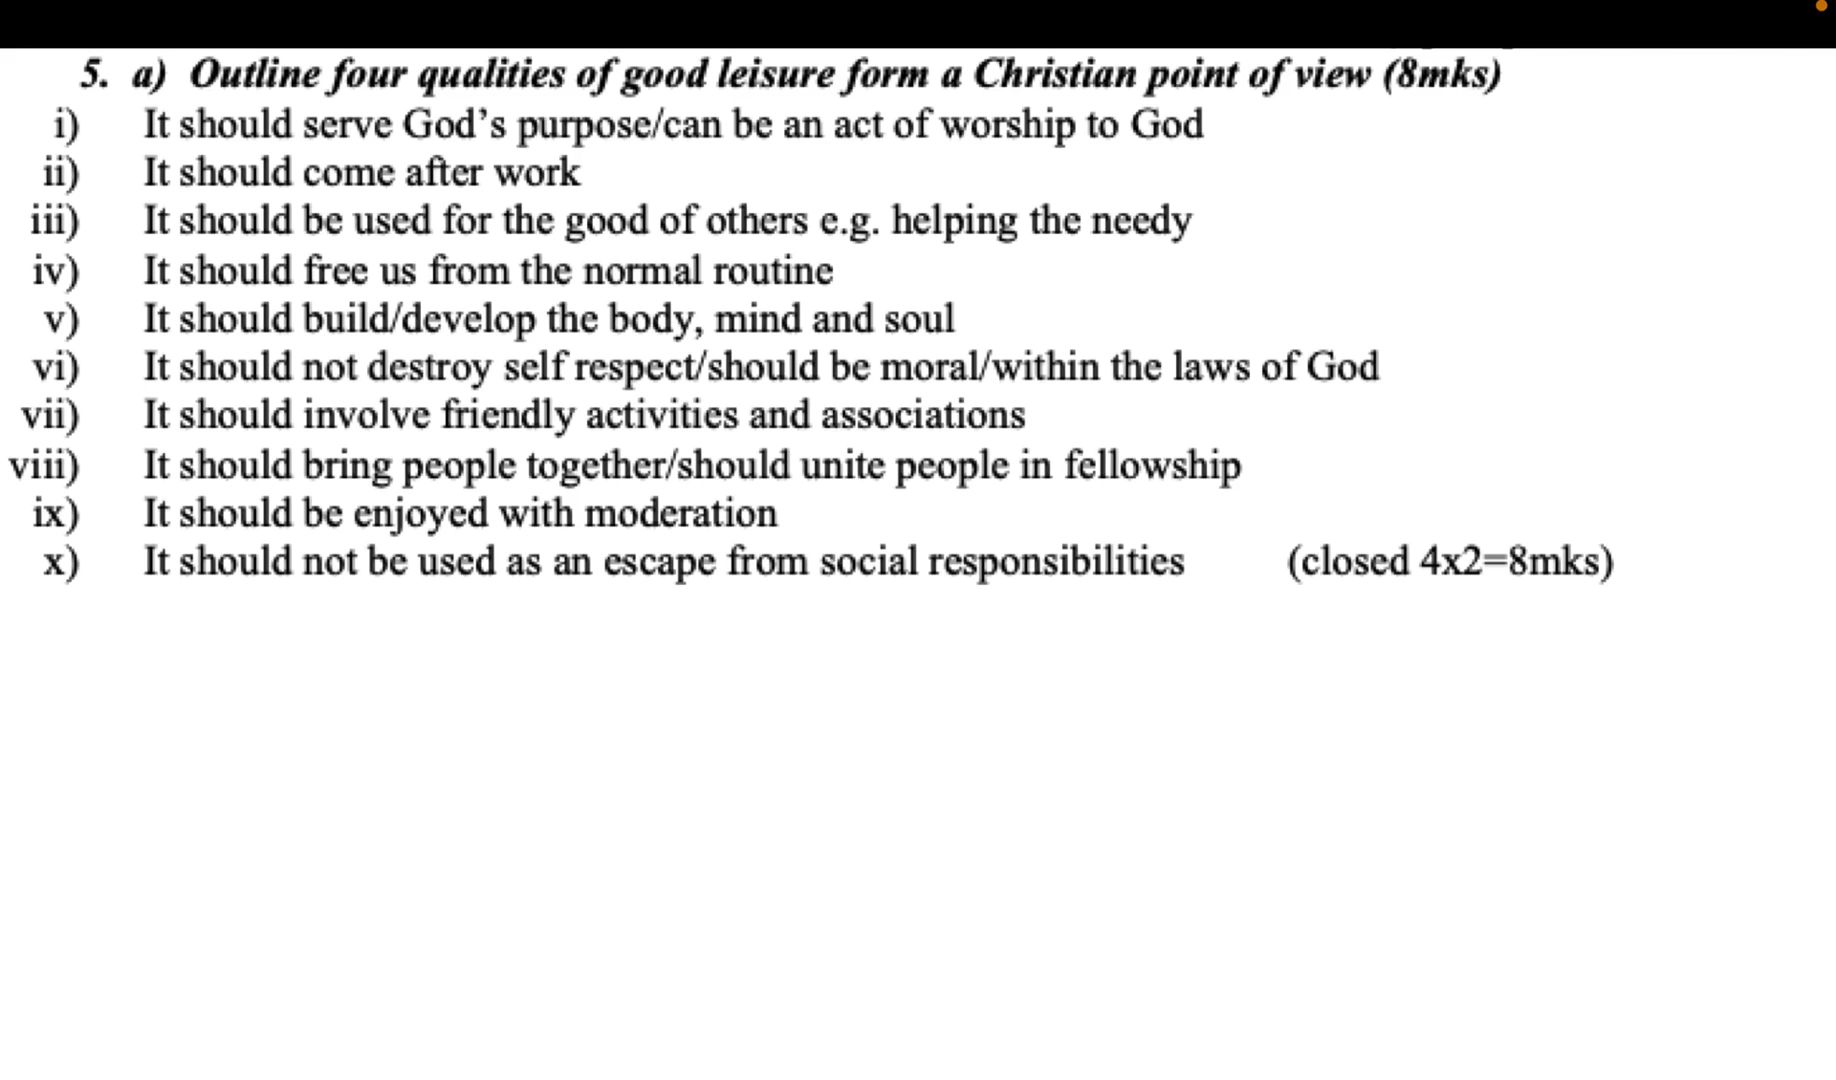 5. a) Outline four qualities of good leisure form a Christian point of view (8mks)
i) It should serve God's purpose/can be an act of worship to God
ii) It should come after work
iii) It should be used for the good of others e.g. helping the needy
iv) It should free us from the normal routine
v) It should build/develop the body, mind and soul
vi) It should not destroy self respect/should be moral/within the laws of God
vii) It should involve friendly activities and associations
viii) It should bring people together/should unite people in fellowship
ix) It should be enjoyed with moderation
x) It should not be used as an escape from social responsibilities (closed 4x2=8mks)